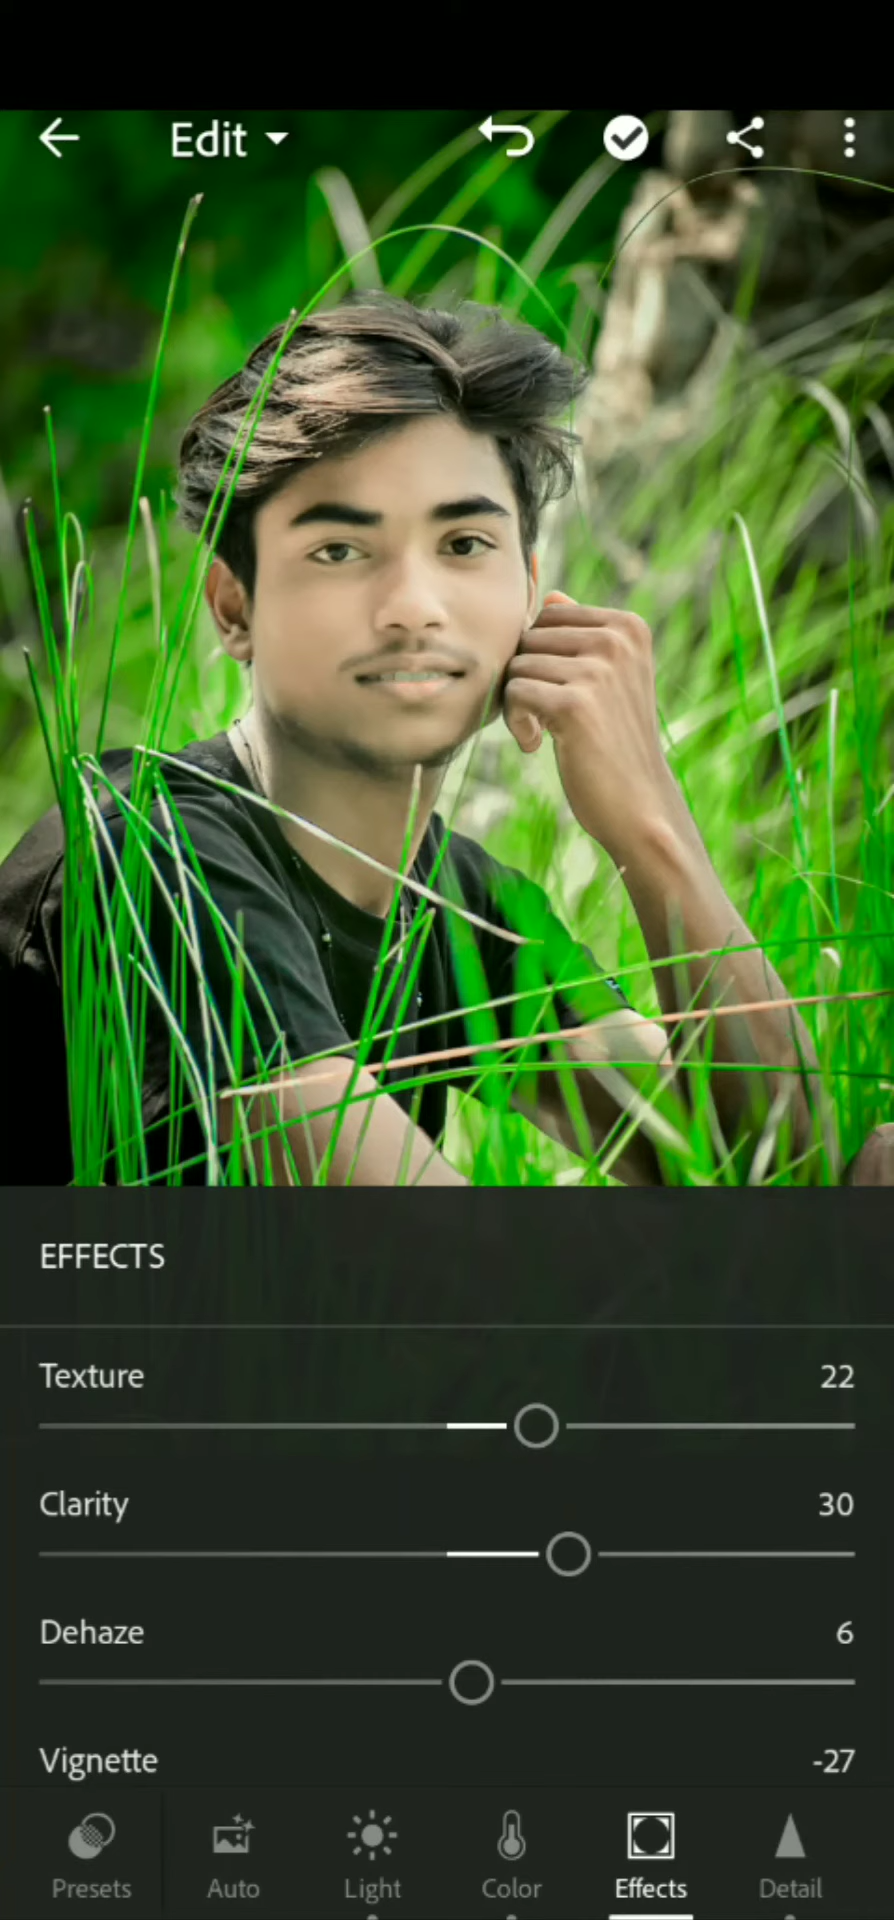 Edit
EFFECTS
Texture 22
Clarity 30
Dehaze 6
Vignette -27
Presets Auto Light Color Effects Detail